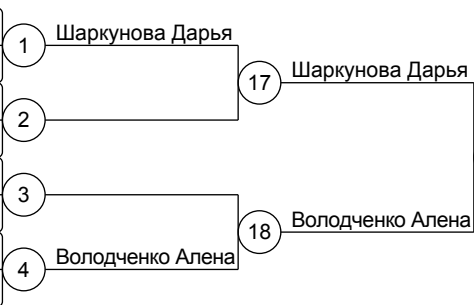 1 Шаркунова Дарья
17 Шаркунова Дарья
2
3
18 Володченко Алена
4 Володченко Алена